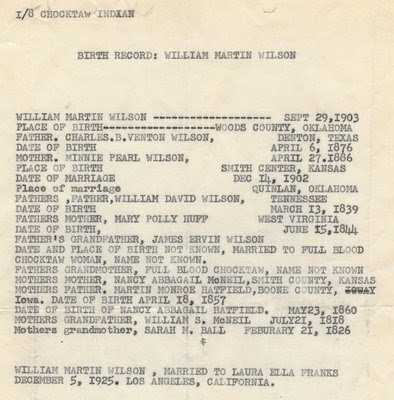 1/8 CHOCKTAW INDIAN
BIRTH RECORD: WILLIAM MARTIN WILSON
WILLIAM MARTIN WILSON --------------------- SEPT 29,1903
PLACE OF BIRTH--------------------WOODS COUNTY, OKLAHOMA
FATHER. CHARLES.B.VENTON WILSON, DENTON, TEXAS
DATE OF BIRTH APRIL 6, 1876
MOTHER. MINNIE PEARL WILSON, APRIL 27.1886
PLACE OF BIRTH SMITH CENTER, KANSAS
DATE OF MARRIAGE DEC 14, 1902
Place of marriage QUINLAN, OKLAHOMA
FATHERS ,FATHER,WILLIAM DAVID WILSON, TENNESSEE
DATE OF BIRTH MARCH 13, 1839
FATHERS MOTHER, MARY POLLY HUFF WEST VIRGINIA
DATE OF BIRTH, JUNE 15,1844
FATHER'S GRANDFATHER, JAMES ERVIN WILSON
DATE AND PLACE OF BIRTH NOT KNOWN, MARRIED TO FULL BLOOD
CHOCKTAW WOMAN, NAME NOT KNOWN.
FATHERS GRANDMOTHER, FULL BLOOD CHOCKTAW, NAME NOT KNOWN
MOTHERS MOTHER, NANCY ABBAGAIL McNEIL,SMITH COUNTY, KANSAS
MOTHERS FATHER. MARTIN MONROE HATFIELD,BOONE COUNTY, IOWAY
Iowa. DATE OF BIRTH APRIL 18, 1857
DATE OF BIRTH OF NANCY ABBAGAIL HATFIELD. MAY23, 1860
MOTHERS GRANDFATHER, WILLIAM S. McNEIL JULY21, 1818
Mothers grandmother, SARAH M. BALL FEBURARY 21, 1826
WILLIAM MARTIN WILSON , MARRIED TO LAURA ELLA FRANKS
DECEMBER 5, 1925. LOS ANGELES, CALIFORNIA.